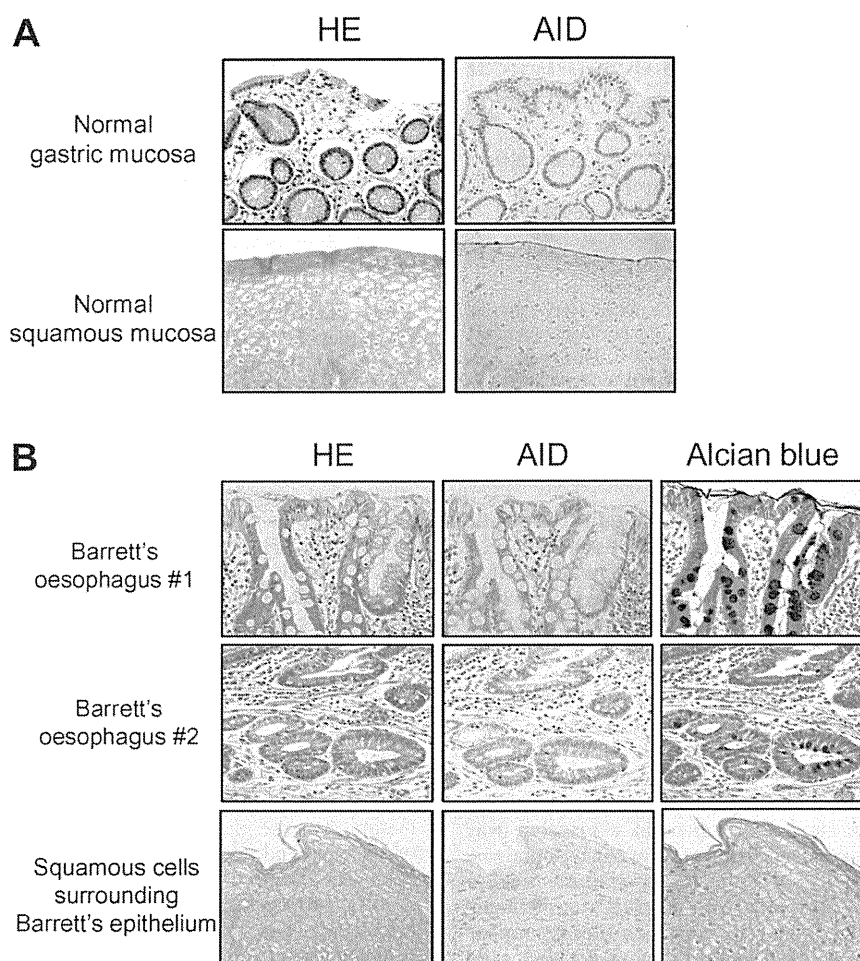 A
HE
AID
Normal
gastric mucosa
Normal
squamous mucosa
B
HE
AID
Alcian blue
Barrett's
oesophagus #1
Barrett's
oesophagus #2
Squamous cells
surrounding
Barrett's epithelium